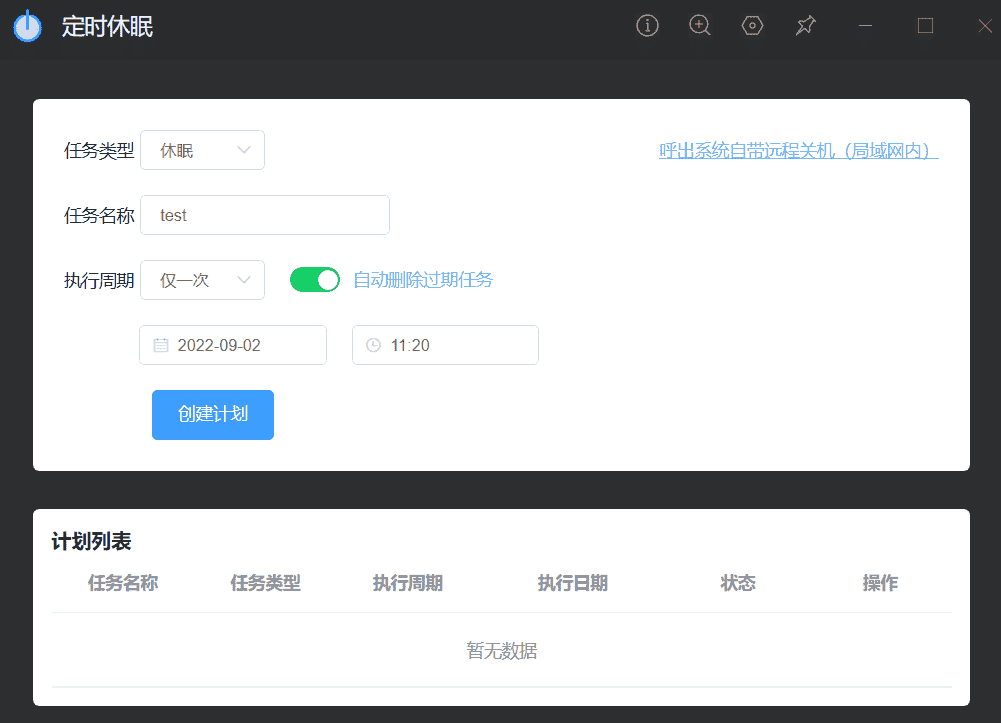 定时休眠
任务类型 休眠 呼出系统自带远程关机（局域网内）
任务名称 test
执行周期 仅一次 自动删除过期任务
2022-09-02 11:20
创建计划
计划列表
任务名称 任务类型 执行周期 执行日期 状态 操作
暂无数据